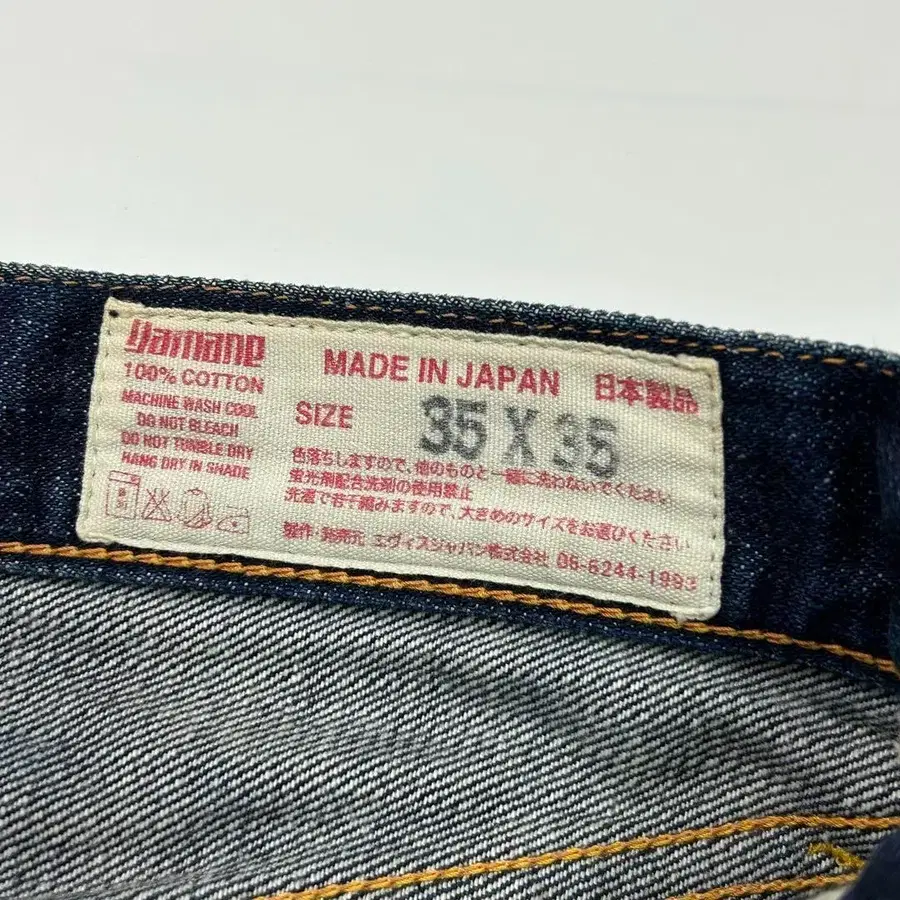 Yamane
100% COTTON
MACHINE WASH COOL
DO NOT BLEACH
DO NOT TUMBLE DRY
HANG DRY IN SHADE
MADE IN JAPAN 日本製品
SIZE 35 X 35
色落ちしますので、他のものと一緒に洗わないでください
蛍光剤配合洗剤の使用禁止
洗濯で若干縮みますので、大きめのサイズをお選びください
製作・発売元 エヴィスジャパン株式会社 06-6244-1993